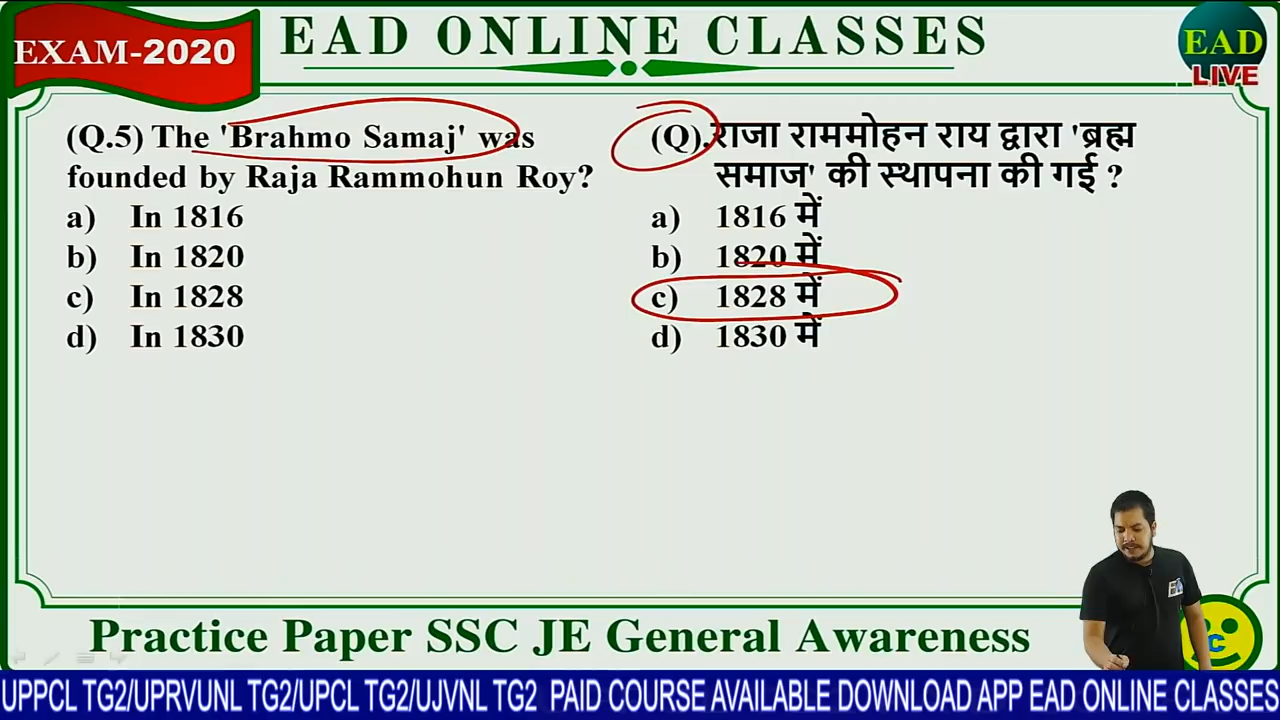 EXAM-2020
EAD ONLINE CLASSES
EAD
LIVE
(Q.5) The 'Brahmo Samaj' was
founded by Raja Rammohun Roy?
a) In 1816
b) In 1820
c) In 1828
d) In 1830
(Q).राजा राममोहन राय द्वारा 'ब्रह्म
समाज' की स्थापना की गई ?
a) 1816 में
b) 1820 में
c) 1828 में
d) 1830 में
Practice Paper SSC JE General Awareness
UPPCL TG2/UPRVUNL TG2/UPCL TG2/UJVNL TG2 PAID COURSE AVAILABLE DOWNLOAD APP EAD ONLINE CLASSES